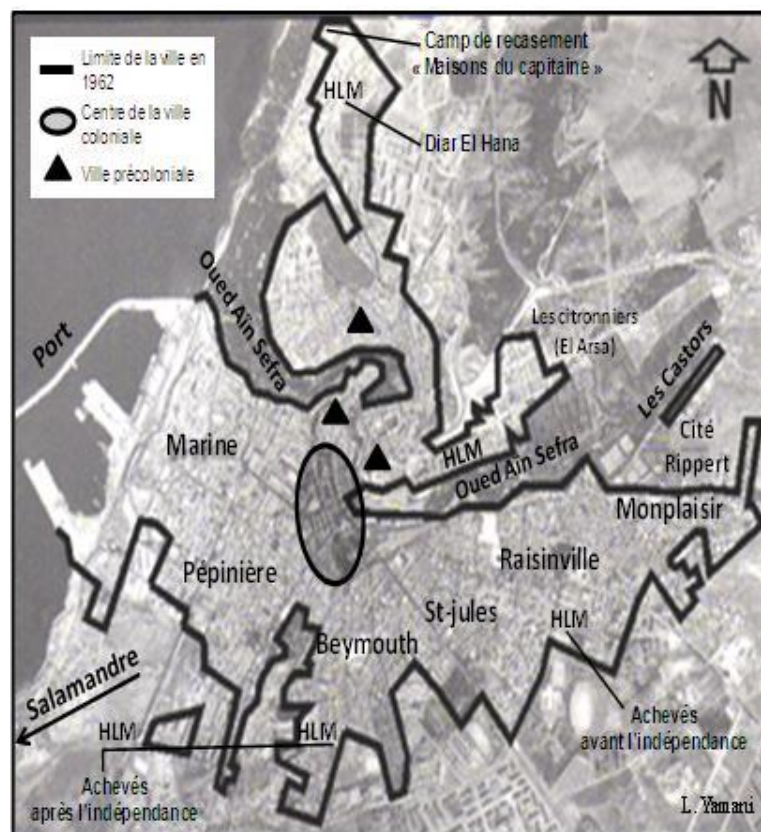 Limite de la ville en
1962
Centre de la ville
coloniale
Ville précoloniale
Camp de recasement
« Maisons du capitaine »
N
HLM
Diar El Hana
Oued Aïn Sefra
Port
Les citronniers
(El Arsa)
Les Castors
Marine
HLM
Oued Aïn Sefra
Cité
Rippert
Monplaisir
Raisinville
Pépinière
St-jules
Beymouth
HLM
Salamandre
HLM
HLM
Achevés
avant l'indépendance
Achevés
après l'indépendance
L. Yamani